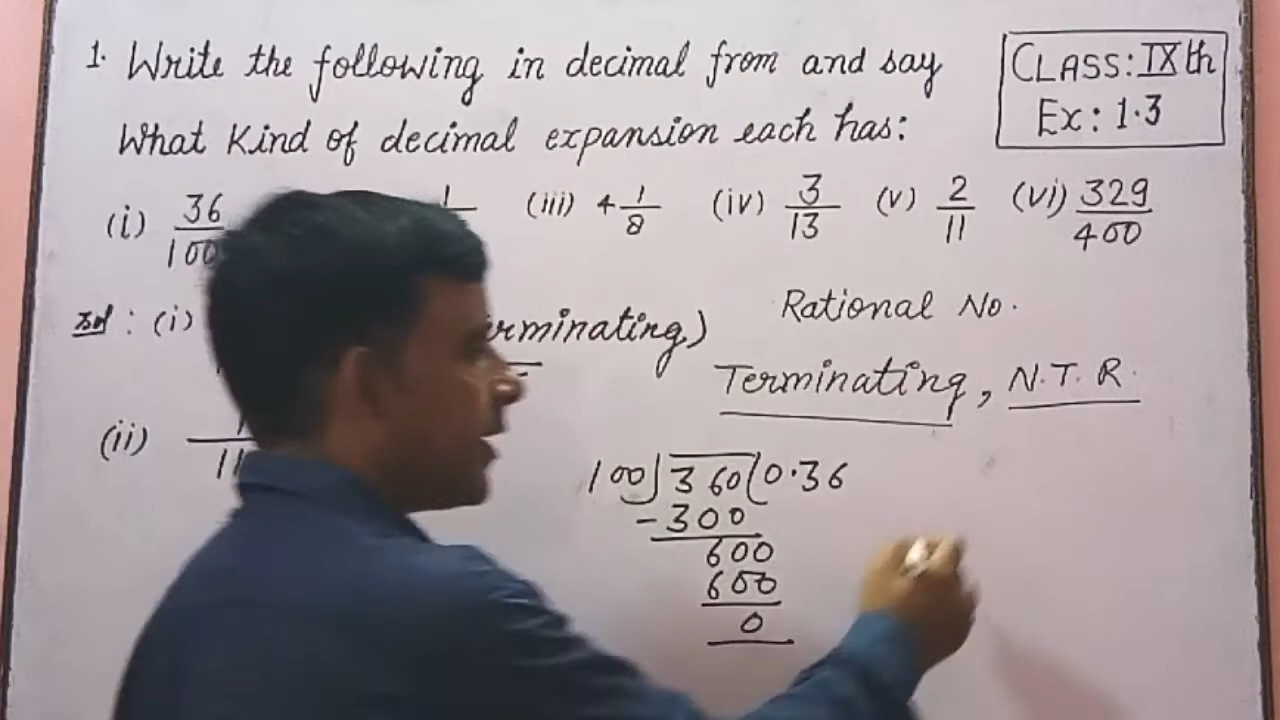 1. Write the following in decimal from and say
What Kind of decimal expansion each has:
CLASS: IXth
Ex: 1.3
(i) 36/100 1 (iii) 4 1/8 (iv) 3/13 (v) 2/11 (vi) 329/400
Sol: (i) rminating)
Rational No.
Terminating, N.T.R.
(ii) 11
100)360(0.36
-300
600
600
0